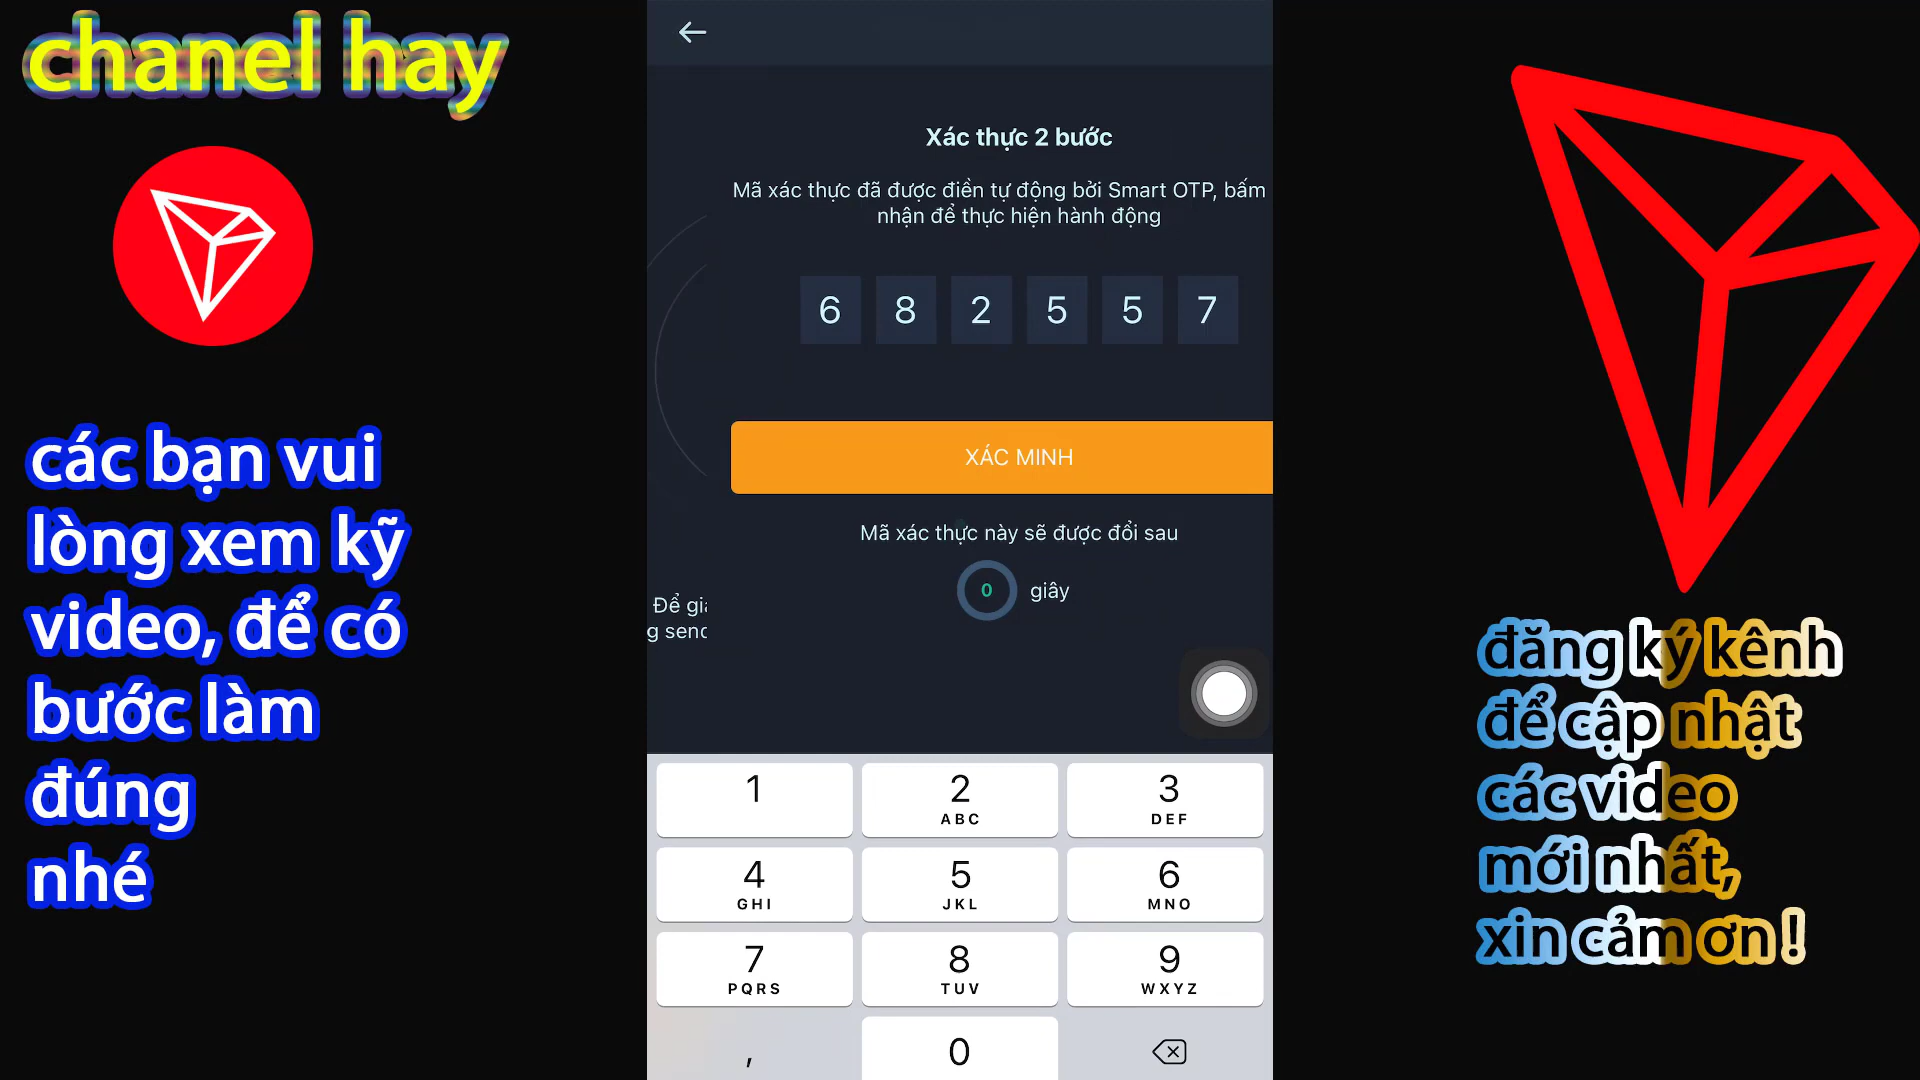 chanel hay
các bạn vui
lòng xem kỹ
video, để có
bước làm
đúng
nhé
Xác thực 2 bước
Mã xác thực đã được điền tự động bởi Smart OTP, bấm
nhận để thực hiện hành động
6 8 2 5 5 7
XÁC MINH
Mã xác thực này sẽ được đổi sau
0 giây
Để
1
2 ABC
3 DEF
4 GHI
5 JKL
6 MNO
7 PQRS
8 TUV
9 WXYZ
, 0
đăng ký kênh
để cập nhật
các video
mới nhất,
xin cảm ơn !